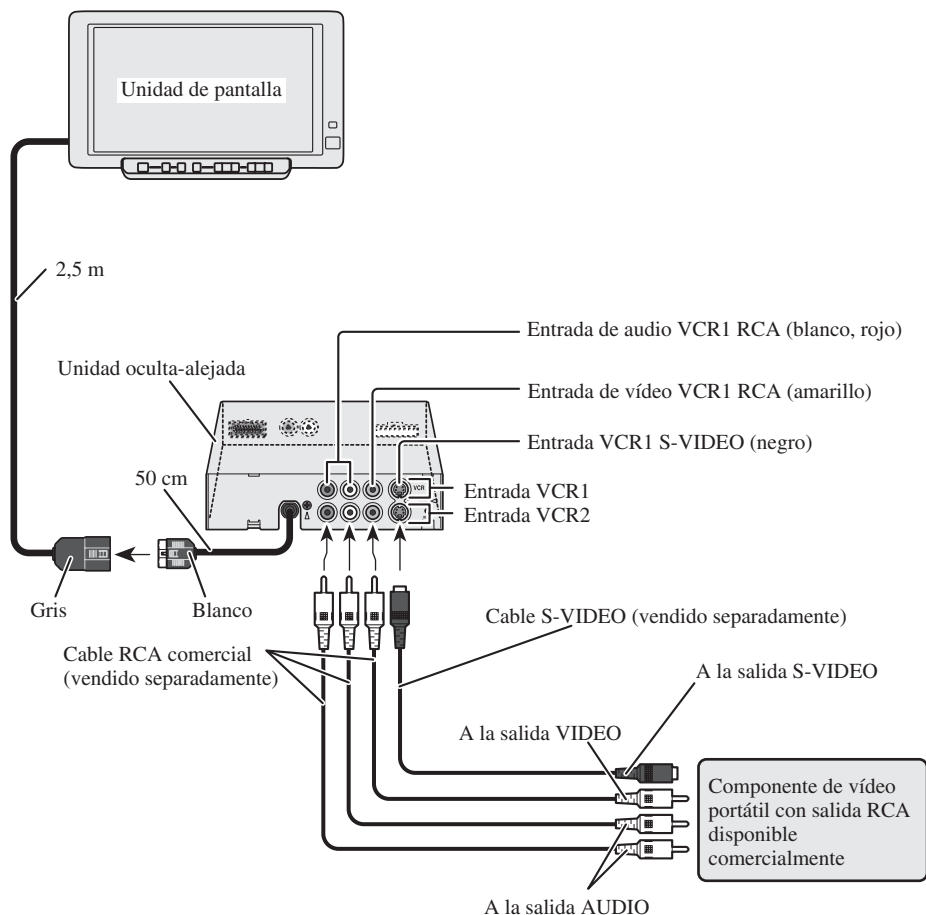 Unidad de pantalla
2,5 m
Entrada de audio VCR1 RCA (blanco, rojo)
Unidad oculta-alejada
Entrada de vídeo VCR1 RCA (amarillo)
Entrada VCR1 S-VIDEO (negro)
50 cm
VCR
Entrada VCR1
Entrada VCR2
Gris
Blanco
Cable S-VIDEO (vendido separadamente)
Cable RCA comercial
(vendido separadamente)
A la salida S-VIDEO
A la salida VIDEO
Componente de vídeo
portátil con salida RCA
disponible
comercialmente
A la salida AUDIO